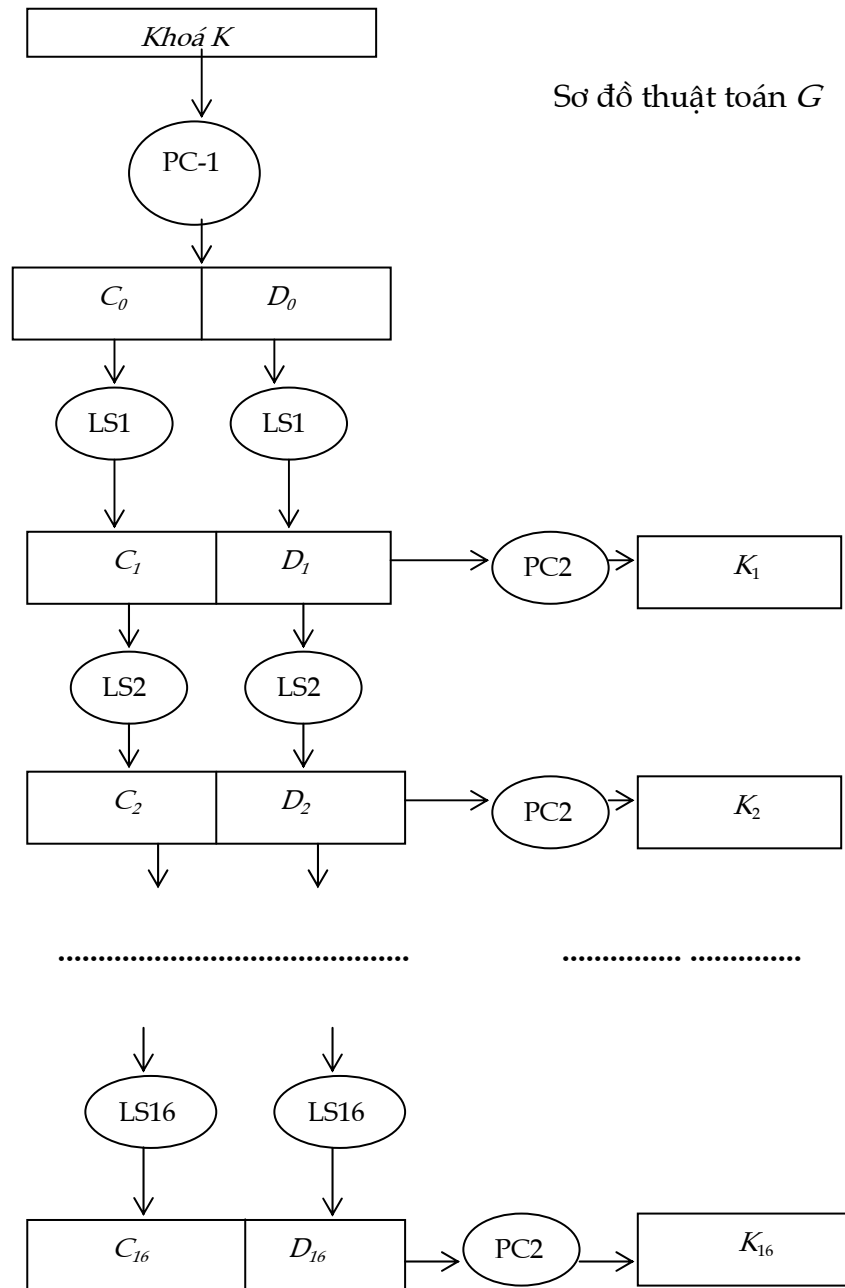 Khoá K
Sơ đồ thuật toán G
PC-1
C₀ D₀
LS1 LS1
C₁ D₁ PC2 K₁
LS2 LS2
C₂ D₂ PC2 K₂
........................................... ............... ..............
LS16 LS16
C₁₆ D₁₆ PC2 K₁₆